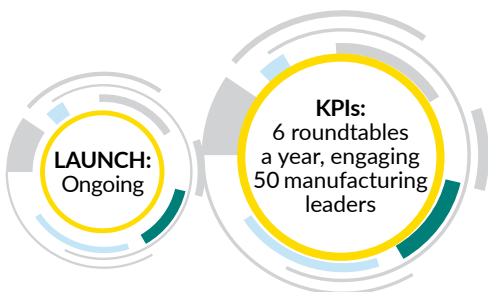 LAUNCH:
Ongoing
KPIs:
6 roundtables
a year, engaging
50 manufacturing
leaders